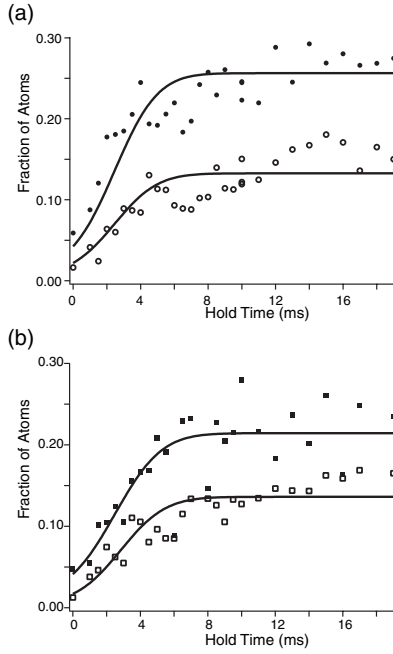 (a)
0.30
0.20
0.10
0.00
Fraction of Atoms
0 4 8 12 16
Hold Time (ms)
(b)
0.30
0.20
0.10
0.00
Fraction of Atoms
0 4 8 12 16
Hold Time (ms)